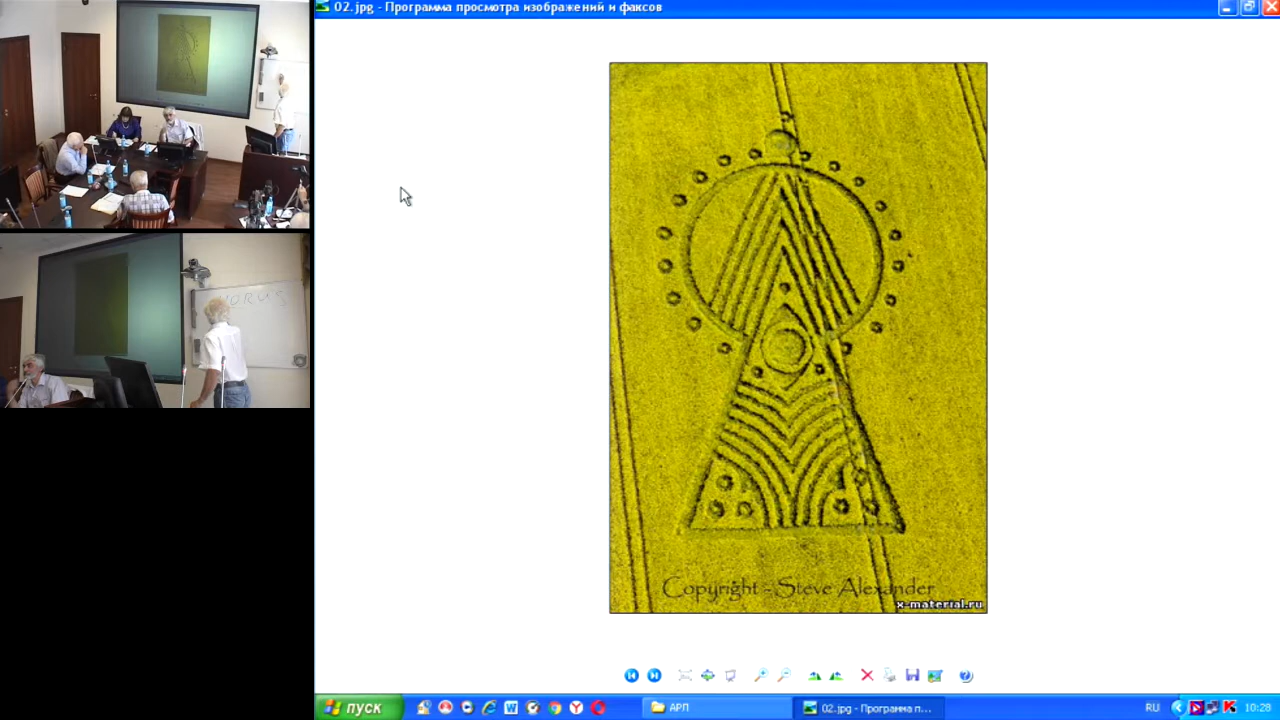 02.jpg - Программа просмотра изображений и факсов
HORUS
Copyright - Steve Alexander
x-material.ru
пуск
АРП
02.jpg - Программа п...
RU
10:28